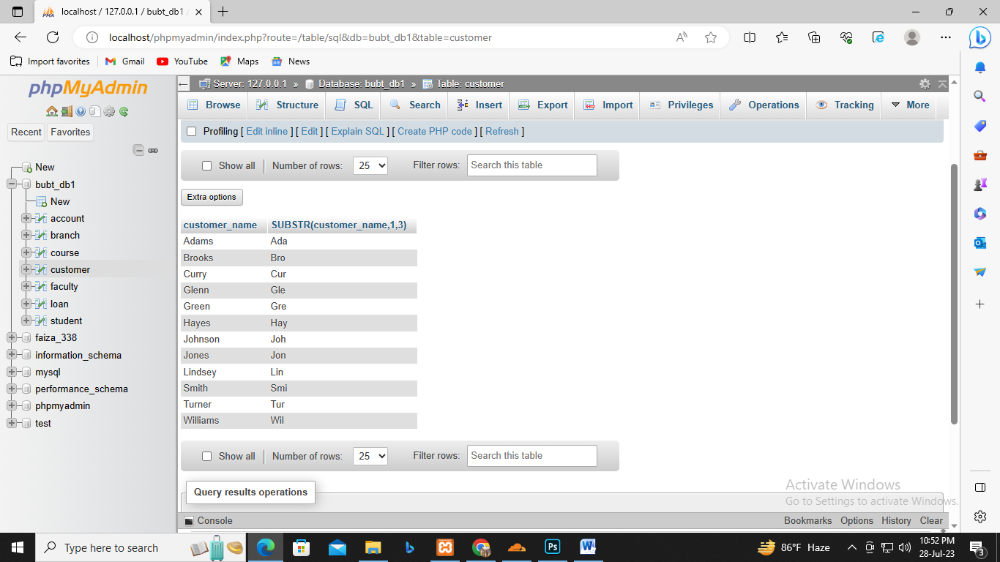 localhost / 127.0.0.1 / bubt_db1
localhost/phpmyadmin/index.php?route=/table/sql&db=bubt_db1&table=customer
Import favorites Gmail YouTube Maps News
phpMyAdmin
Recent Favorites
New
bubt_db1
New
account
branch
course
customer
faculty
loan
student
faiza_338
information_schema
mysql
performance_schema
phpmyadmin
test
Server: 127.0.0.1 » Database: bubt_db1 » Table: customer
Browse Structure SQL Search Insert Export Import Privileges Operations Tracking More
Profiling [ Edit inline ] [ Edit ] [ Explain SQL ] [ Create PHP code ] [ Refresh ]
Show all Number of rows: 25 Filter rows: Search this table
Extra options
customer_name SUBSTR(customer_name,1,3)
Adams Ada
Brooks Bro
Curry Cur
Glenn Gle
Green Gre
Hayes Hay
Johnson Joh
Jones Jon
Lindsey Lin
Smith Smi
Turner Tur
Williams Wil
Show all Number of rows: 25 Filter rows: Search this table
Query results operations
Activate Windows
Go to Settings to activate Windows.
Console Bookmarks Options History Clear
Type here to search
86°F Haze
10:52 PM
28-Jul-23
3